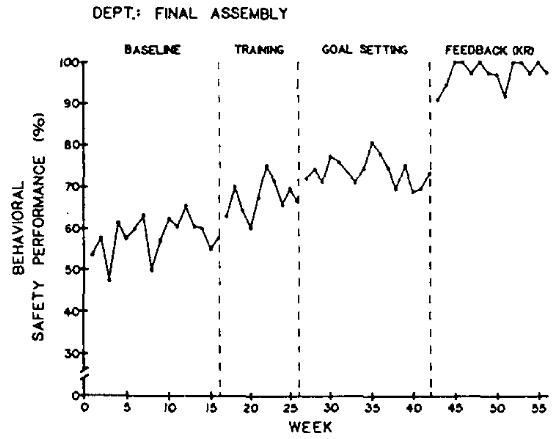 DEPT.: FINAL ASSEMBLY
BASELINE TRAINING GOAL SETTING FEEDBACK (KR)
BEHAVIORAL
SAFETY PERFORMANCE (%)
100
90
80
70
60
50
40
30
0
0 5 10 15 20 25 30 35 40 45 50 55
WEEK